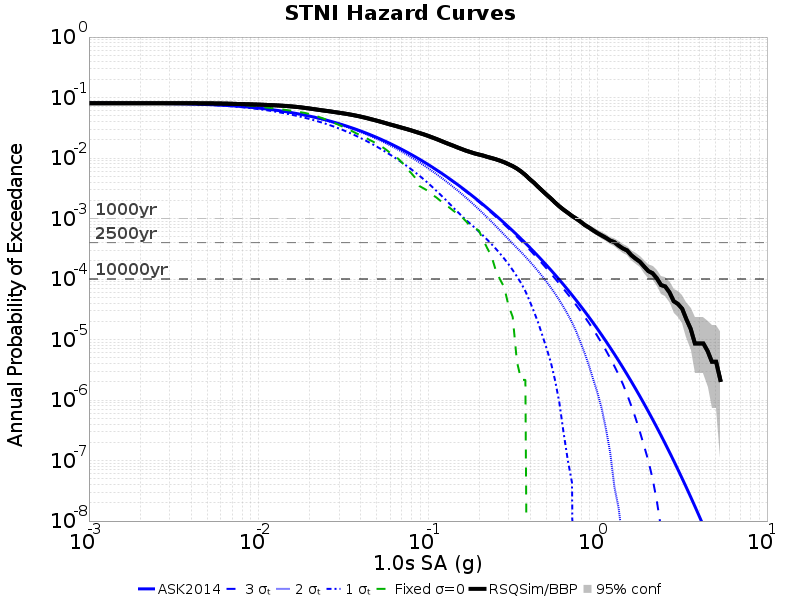 STNI Hazard Curves
Annual Probability of Exceedance
10^0
10^-1
10^-2
10^-3
10^-4
10^-5
10^-6
10^-7
10^-8
1000yr
2500yr
10000yr
10^-3 10^-2 10^-1 10^0 10^1
1.0s SA (g)
ASK2014 3 σₜ 2 σₜ 1 σₜ Fixed σ=0 RSQSim/BBP 95% conf